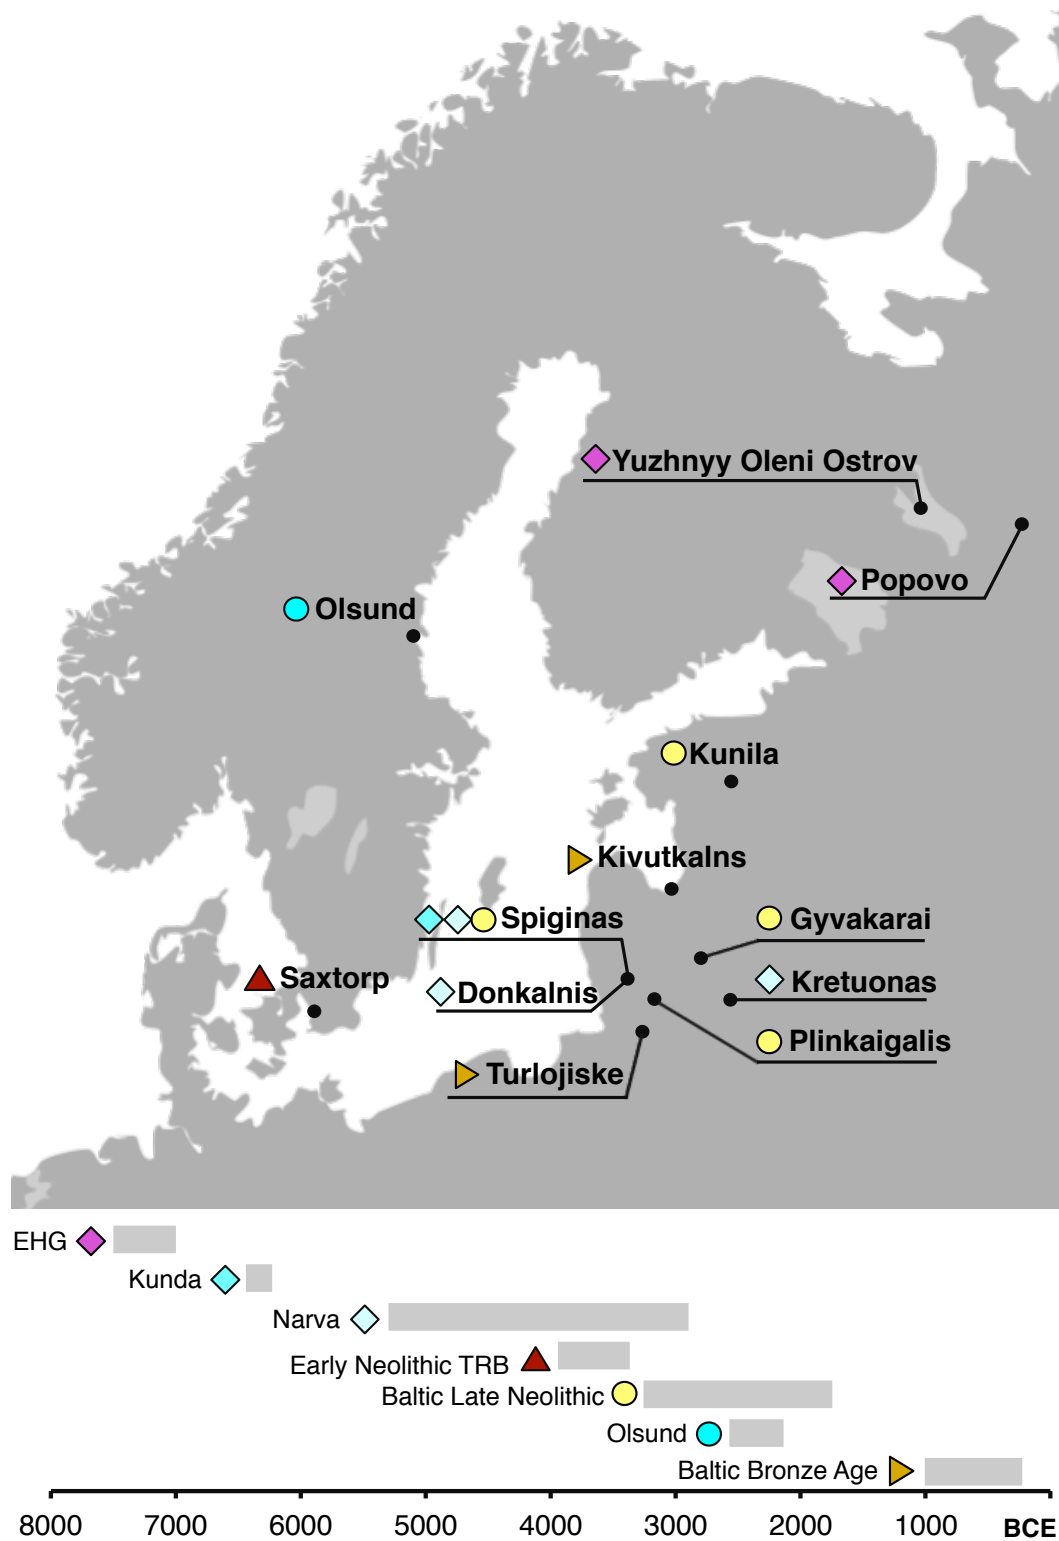 Yuzhnyy Oleni Ostrov
Popovo
Olsund
Kunila
Kivutkalns
Spiginas
Gyvakarai
Saxtorp
Donkalnis
Kretuonas
Plinkaigalis
Turlojiske
EHG
Kunda
Narva
Early Neolithic TRB
Baltic Late Neolithic
Olsund
Baltic Bronze Age
8000 7000 6000 5000 4000 3000 2000 1000 BCE